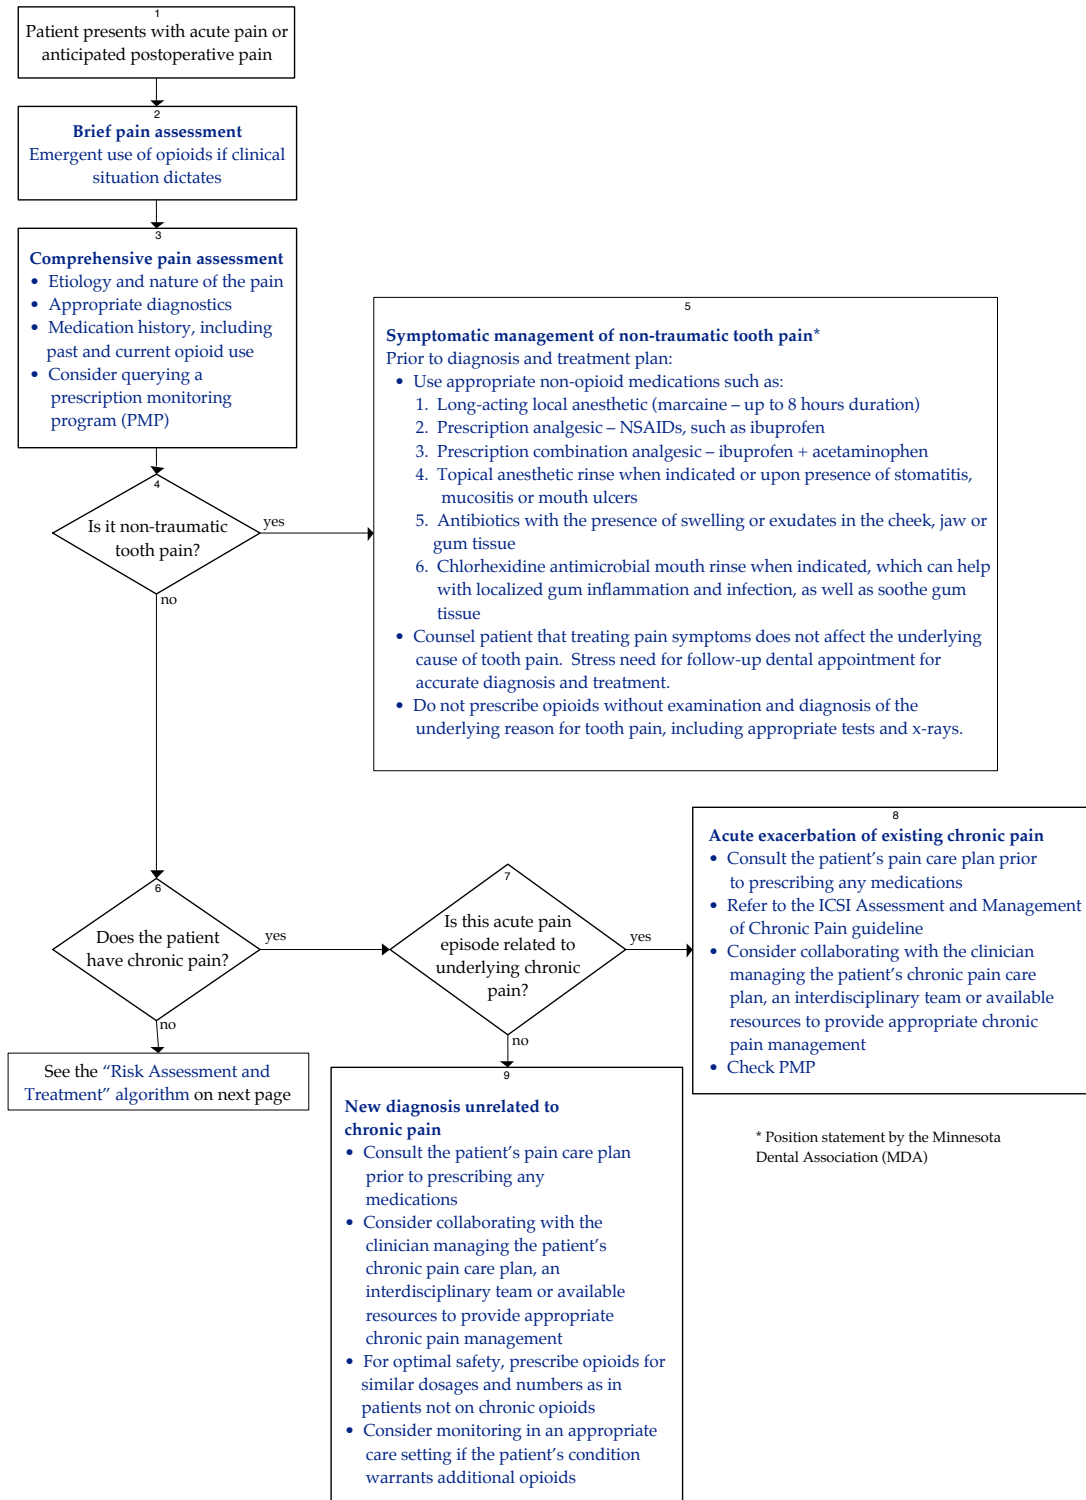 1
Patient presents with acute pain or
anticipated postoperative pain
2
Brief pain assessment
Emergent use of opioids if clinical
situation dictates
3
Comprehensive pain assessment
• Etiology and nature of the pain
• Appropriate diagnostics
• Medication history, including
past and current opioid use
• Consider querying a
prescription monitoring
program (PMP)
4
Is it non-traumatic
tooth pain?
yes
no
5
Symptomatic management of non-traumatic tooth pain*
Prior to diagnosis and treatment plan:
• Use appropriate non-opioid medications such as:
1. Long-acting local anesthetic (marcaine – up to 8 hours duration)
2. Prescription analgesic – NSAIDs, such as ibuprofen
3. Prescription combination analgesic – ibuprofen + acetaminophen
4. Topical anesthetic rinse when indicated or upon presence of stomatitis,
mucositis or mouth ulcers
5. Antibiotics with the presence of swelling or exudates in the cheek, jaw or
gum tissue
6. Chlorhexidine antimicrobial mouth rinse when indicated, which can help
with localized gum inflammation and infection, as well as soothe gum
tissue
• Counsel patient that treating pain symptoms does not affect the underlying
cause of tooth pain. Stress need for follow-up dental appointment for
accurate diagnosis and treatment.
• Do not prescribe opioids without examination and diagnosis of the
underlying reason for tooth pain, including appropriate tests and x-rays.
6
Does the patient
have chronic pain?
yes
no
See the “Risk Assessment and
Treatment” algorithm on next page
7
Is this acute pain
episode related to
underlying chronic
pain?
yes
no
8
Acute exacerbation of existing chronic pain
• Consult the patient’s pain care plan prior
to prescribing any medications
• Refer to the ICSI Assessment and Management
of Chronic Pain guideline
• Consider collaborating with the clinician
managing the patient’s chronic pain care
plan, an interdisciplinary team or available
resources to provide appropriate chronic
pain management
• Check PMP
9
New diagnosis unrelated to
chronic pain
• Consult the patient’s pain care plan
prior to prescribing any
medications
• Consider collaborating with the
clinician managing the patient’s
chronic pain care plan, an
interdisciplinary team or available
resources to provide appropriate
chronic pain management
• For optimal safety, prescribe opioids for
similar dosages and numbers as in
patients not on chronic opioids
• Consider monitoring in an appropriate
care setting if the patient’s condition
warrants additional opioids
* Position statement by the Minnesota
Dental Association (MDA)